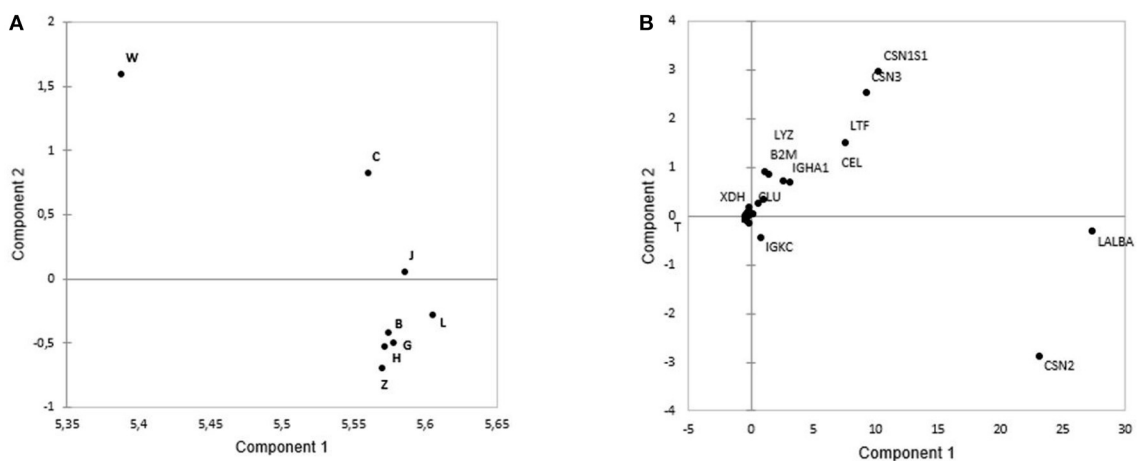 A
2
1,5
1
0,5
0
-0,5
-1
5,35 5,4 5,45 5,5 5,55 5,6 5,65
Component 2
Component 1
W
C
J
L
B
G
H
Z
B
4
3
2
1
0
-1
-2
-3
-4
-5 0 5 10 15 20 25 30
Component 2
Component 1
CSN1S1
CSN3
LTF
LYZ
B2M
CEL
IGHA1
XDH CLU
T
IGKC
LALBA
CSN2